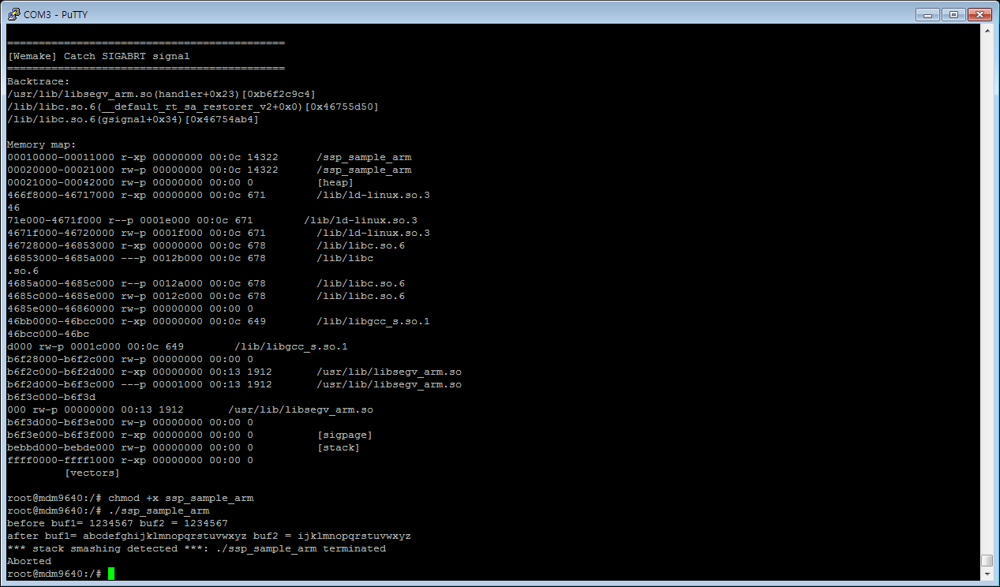 COM3 - PuTTY
============================================
[Wemake] Catch SIGABRT signal
============================================
Backtrace:
/usr/lib/libsegv_arm.so(handler+0x23)[0xb6f2c9c4]
/lib/libc.so.6(__default_rt_sa_restorer_v2+0x0)[0x46755d50]
/lib/libc.so.6(gsignal+0x34)[0x46754ab4]
Memory map:
00010000-00011000 r-xp 00000000 00:0c 14322      /ssp_sample_arm
00020000-00021000 rw-p 00000000 00:0c 14322      /ssp_sample_arm
00021000-00042000 rw-p 00000000 00:00 0          [heap]
466f8000-46717000 r-xp 00000000 00:0c 671        /lib/ld-linux.so.3
46
71e000-4671f000 r--p 0001e000 00:0c 671        /lib/ld-linux.so.3
4671f000-46720000 rw-p 0001f000 00:0c 671        /lib/ld-linux.so.3
46728000-46853000 r-xp 00000000 00:0c 678        /lib/libc.so.6
46853000-4685a000 ---p 0012b000 00:0c 678        /lib/libc
.so.6
4685a000-4685c000 r--p 0012a000 00:0c 678        /lib/libc.so.6
4685c000-4685e000 rw-p 0012c000 00:0c 678        /lib/libc.so.6
4685e000-46860000 rw-p 00000000 00:00 0
46bb0000-46bcc000 r-xp 00000000 00:0c 649        /lib/libgcc_s.so.1
46bcc000-46bc
d000 rw-p 0001c000 00:0c 649        /lib/libgcc_s.so.1
b6f28000-b6f2c000 rw-p 00000000 00:00 0
b6f2c000-b6f2d000 r-xp 00000000 00:13 1912       /usr/lib/libsegv_arm.so
b6f2d000-b6f3c000 ---p 00001000 00:13 1912       /usr/lib/libsegv_arm.so
b6f3c000-b6f3d
000 rw-p 00000000 00:13 1912       /usr/lib/libsegv_arm.so
b6f3d000-b6f3e000 rw-p 00000000 00:00 0
b6f3e000-b6f3f000 r-xp 00000000 00:00 0          [sigpage]
bebbd000-bebde000 rw-p 00000000 00:00 0          [stack]
ffff0000-ffff1000 r-xp 00000000 00:00 0
         [vectors]
root@mdm9640:/# chmod +x ssp_sample_arm
root@mdm9640:/# ./ssp_sample_arm
before buf1= 1234567 buf2 = 1234567
after buf1= abcdefghijklmnopqrstuvwxyz buf2 = ijklmnopqrstuvwxyz
*** stack smashing detected ***: ./ssp_sample_arm terminated
Aborted
root@mdm9640:/#